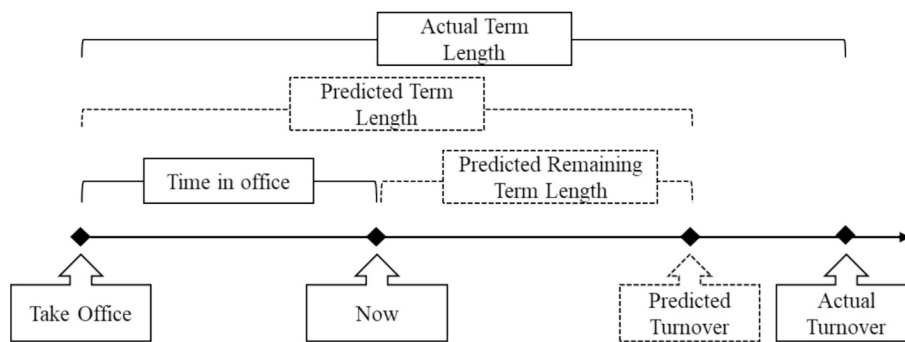 Actual Term
Length
Predicted Term
Length
Time in office
Predicted Remaining
Term Length
Take Office
Now
Predicted
Turnover
Actual
Turnover